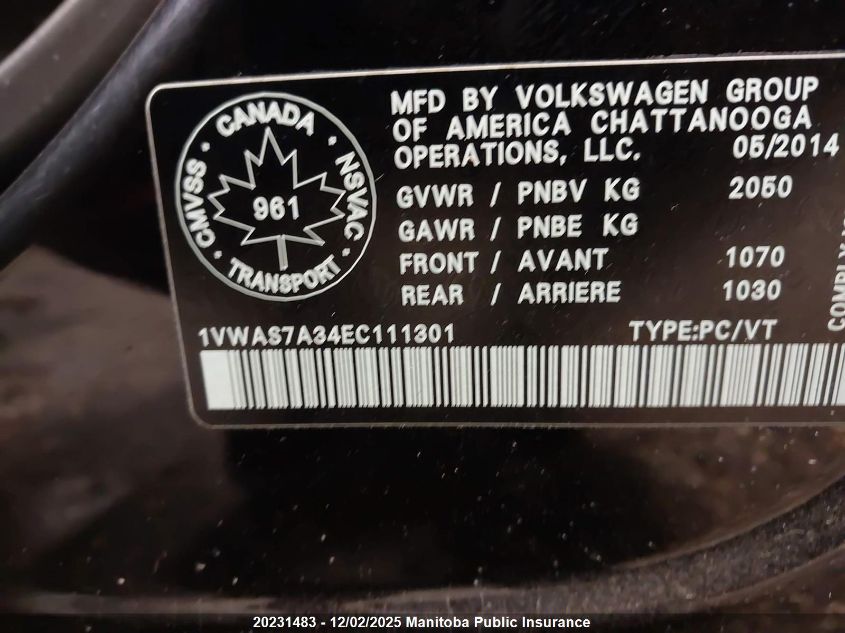 CANADA
CMVSS
NSVAC
961
TRANSPORT
MFD BY VOLKSWAGEN GROUP
OF AMERICA CHATTANOOGA
OPERATIONS, LLC. 05/2014
GVWR / PNBV KG 2050
GAWR / PNBE KG
FRONT / AVANT 1070
REAR / ARRIERE 1030
1VWAS7A34EC111301 TYPE:PC/VT
20231483 - 12/02/2025 Manitoba Public Insurance